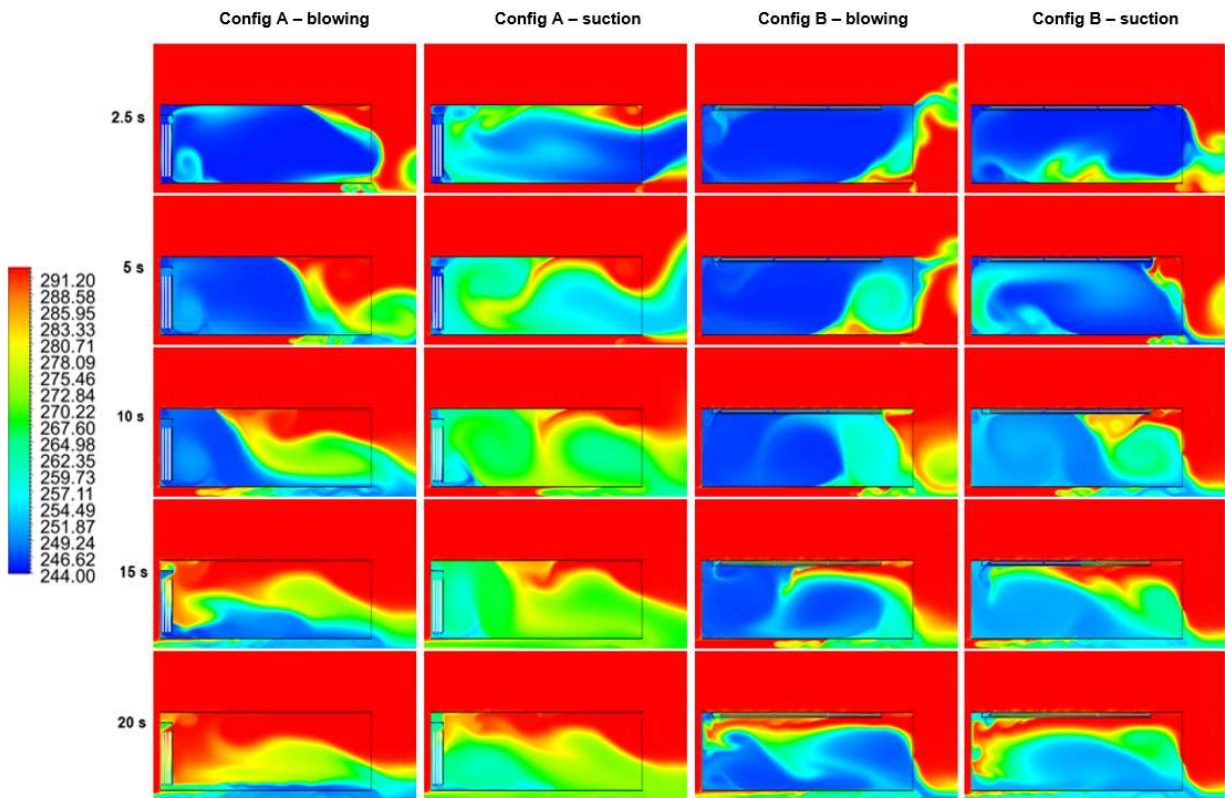 Config A – blowing
Config A – suction
Config B – blowing
Config B – suction
2.5 s
5 s
10 s
15 s
20 s
291.20
288.58
285.95
283.33
280.71
278.09
275.46
272.84
270.22
267.60
264.98
262.35
259.73
257.11
254.49
251.87
249.24
246.62
244.00